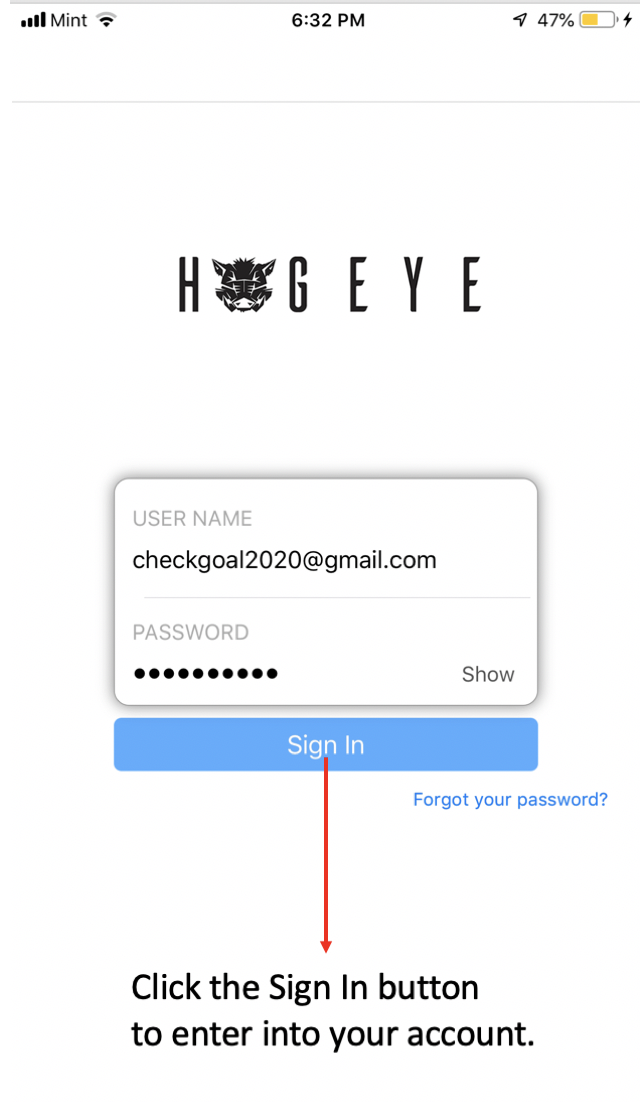 Mint 6:32 PM 47%
H GEYE
USER NAME
checkgoal2020@gmail.com
PASSWORD
●●●●●●●●●● Show
Sign In
Forgot your password?
Click the Sign In button
to enter into your account.